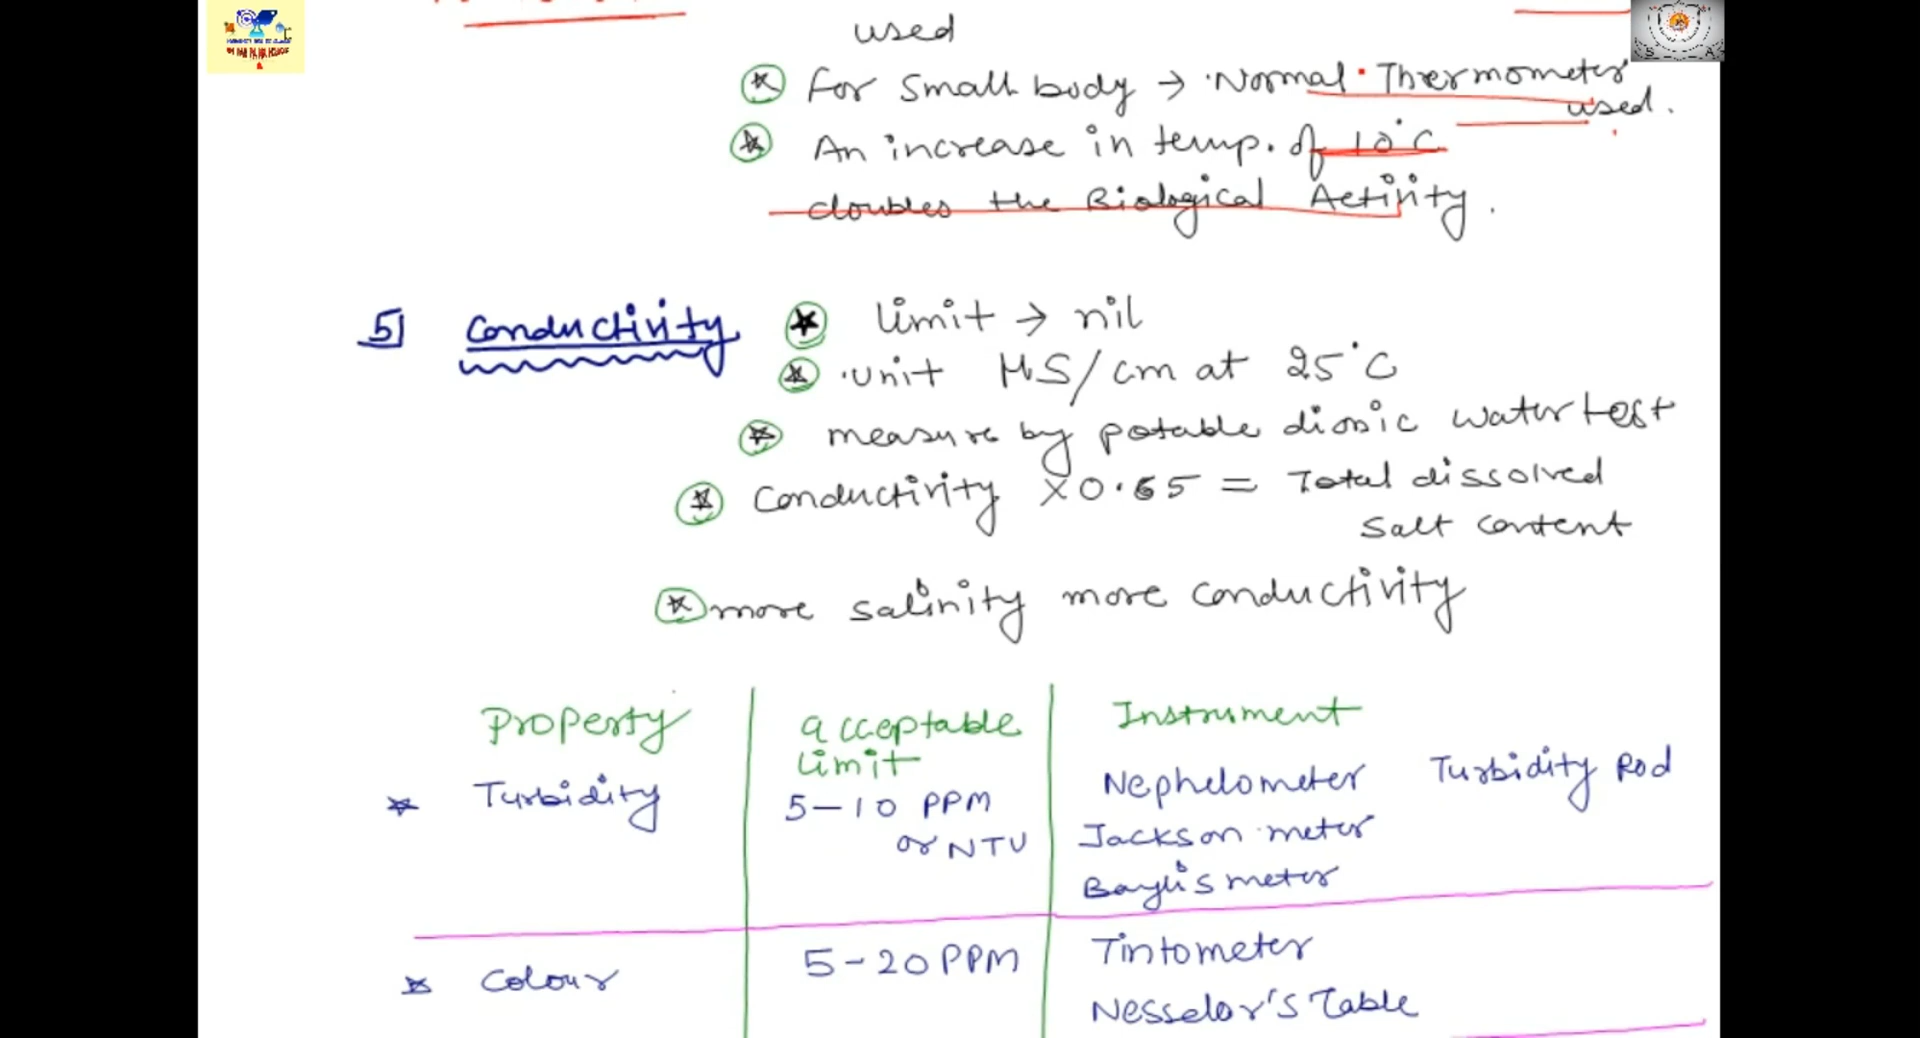 used
For small body → Normal Thermometer
used.
An increase in temp. of 10°C
doubles the Biological Activity.
5] Conductivity
limit → nil
unit μS/cm at 25°C
measure by potable dionic water test
Conductivity X0.65 = Total dissolved
Salt content
more salinity more conductivity
Property acceptable limit Instrument
Turbidity 5-10 PPM or NTU Nephelometer Turbidity Rod
Jackson meter
Baylis meter
Colour 5-20 PPM Tintometer
Nesselor's Table
S A